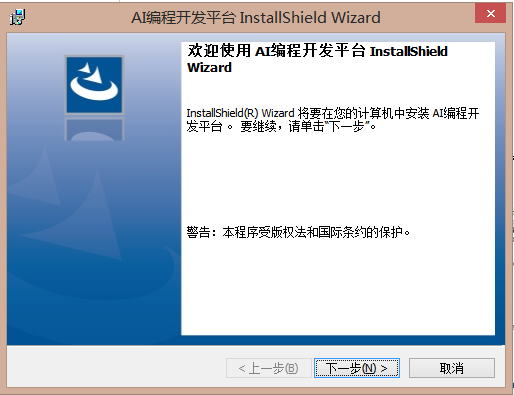 AI编程开发平台 InstallShield Wizard
欢迎使用 AI编程开发平台 InstallShield
Wizard
InstallShield(R) Wizard 将要在您的计算机中安装 AI编程开
发平台 。 要继续，请单击“下一步”。
警告：本程序受版权法和国际条约的保护。
< 上一步(B)
下一步(N) >
取消